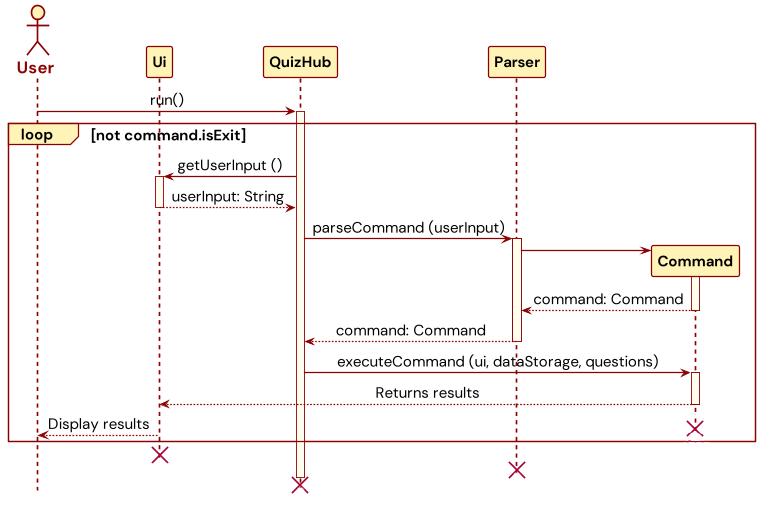 User
Ui
QuizHub
Parser
run()
loop
[not command.isExit]
getUserInput ()
userInput: String
parseCommand (userInput)
Command
command: Command
command: Command
executeCommand (ui, dataStorage, questions)
Returns results
Display results